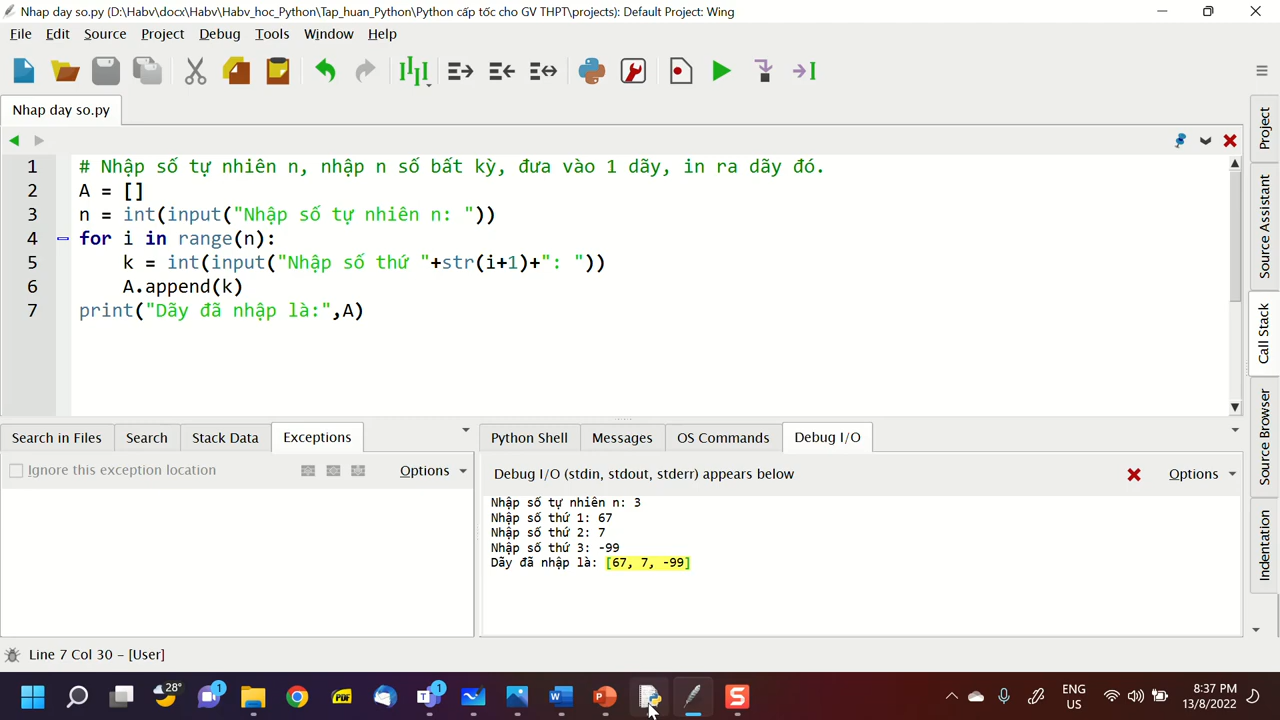 Nhap day so.py (D:\Habv\docx\Habv\Habv_hoc_Python\Tap_huan_Python\Python cấp tốc cho GV THPT\projects): Default Project: Wing
File Edit Source Project Debug Tools Window Help
Nhap day so.py
1 # Nhập số tự nhiên n, nhập n số bất kỳ, đưa vào 1 dãy, in ra dãy đó.
2 A = []
3 n = int(input("Nhập số tự nhiên n: "))
4 for i in range(n):
5 k = int(input("Nhập số thứ "+str(i+1)+": "))
6 A.append(k)
7 print("Dãy đã nhập là:",A)
Project
Source Assistant
Call Stack
Source Browser
Indentation
Search in Files Search Stack Data Exceptions
Ignore this exception location Options
Python Shell Messages OS Commands Debug I/O
Debug I/O (stdin, stdout, stderr) appears below Options
Nhập số tự nhiên n: 3
Nhập số thứ 1: 67
Nhập số thứ 2: 7
Nhập số thứ 3: -99
Dãy đã nhập là: [67, 7, -99]
Line 7 Col 30 – [User]
28°
1
PDF
1
W
P
S
ENG
US
8:37 PM
13/8/2022